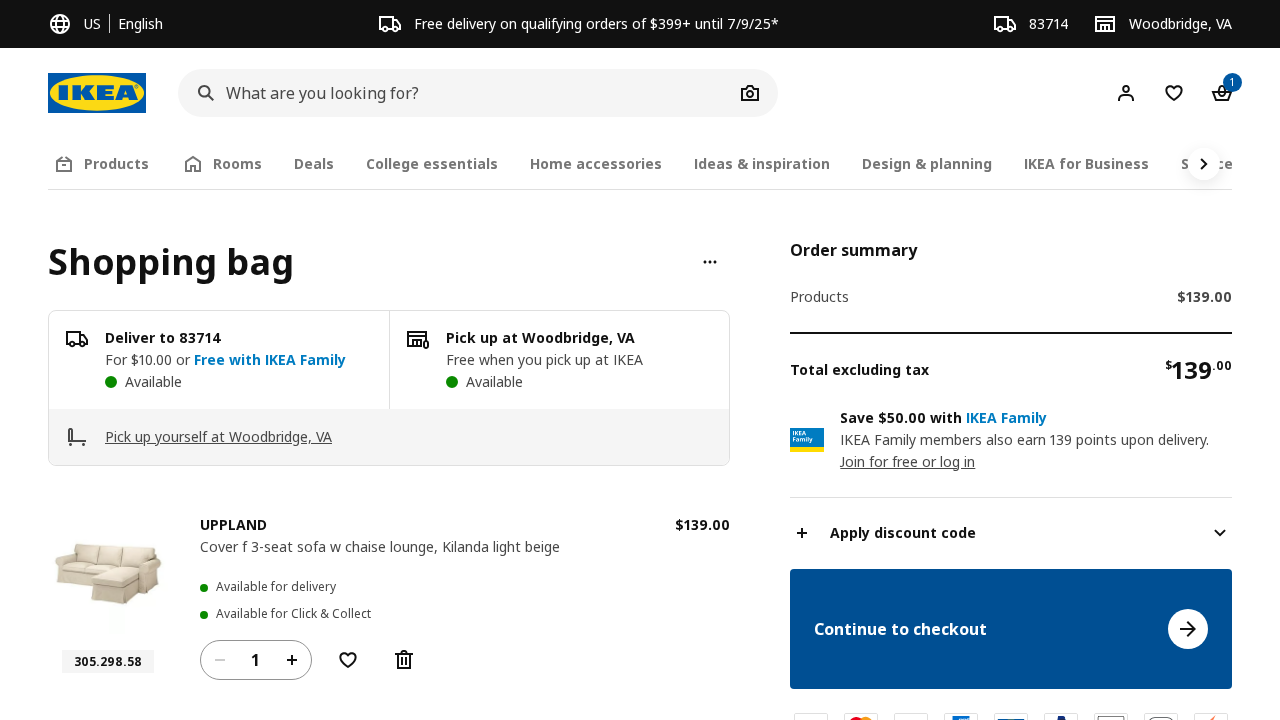 US English
Free delivery on qualifying orders of $399+ until 7/9/25*
83714
Woodbridge, VA
IKEA
What are you looking for?
1
Products
Rooms
Deals
College essentials
Home accessories
Ideas & inspiration
Design & planning
IKEA for Business
Shopping bag
Deliver to 83714
For $10.00 or Free with IKEA Family
Available
Pick up at Woodbridge, VA
Free when you pick up at IKEA
Available
Pick up yourself at Woodbridge, VA
UPPLAND
$139.00
Cover f 3-seat sofa w chaise lounge, Kilanda light beige
Available for delivery
Available for Click & Collect
305.298.58
1
Order summary
Products
$139.00
Total excluding tax
$139.00
Save $50.00 with IKEA Family
IKEA Family
IKEA Family members also earn 139 points upon delivery.
Join for free or log in
Apply discount code
Continue to checkout